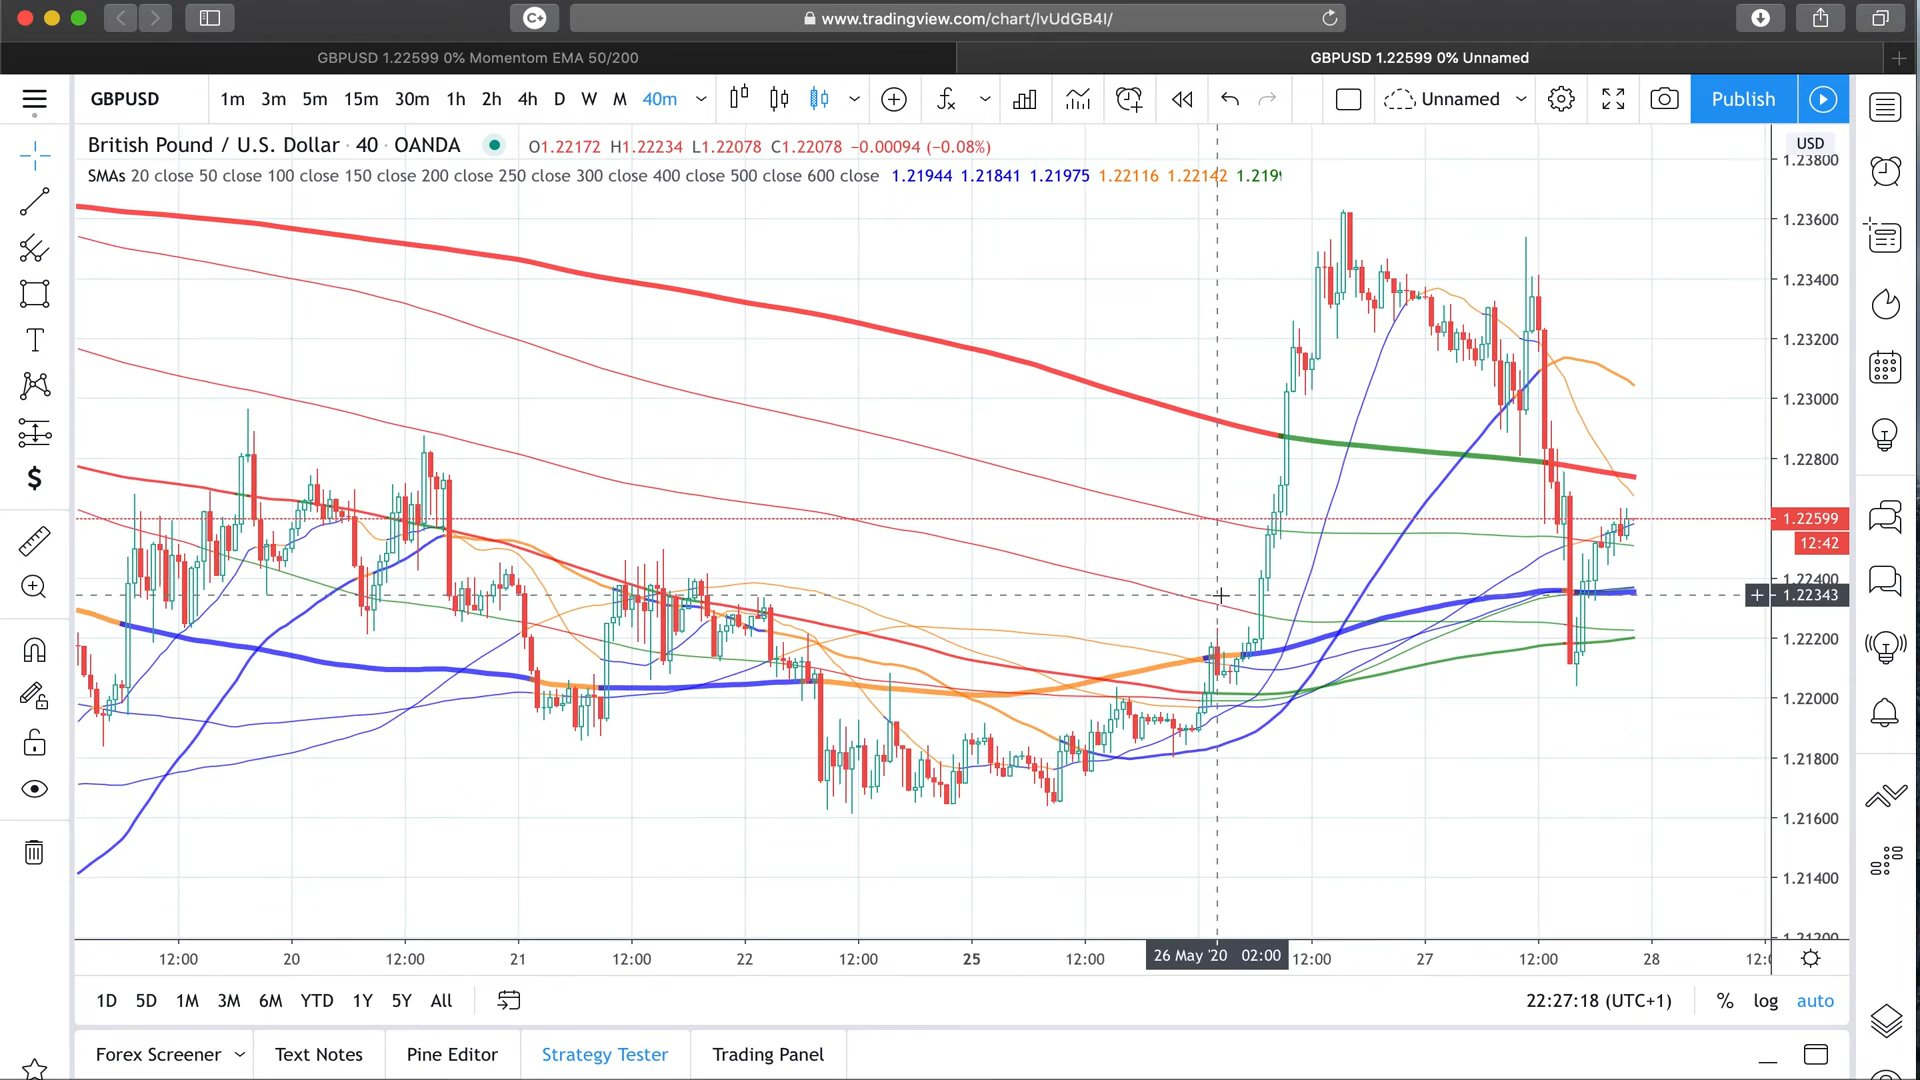 www.tradingview.com/chart/lvUdGB4I/
GBPUSD 1.22599 0% Momentom EMA 50/200
GBPUSD 1.22599 0% Unnamed
GBPUSD 1m 3m 5m 15m 30m 1h 2h 4h D W M 40m Unnamed Publish
British Pound / U.S. Dollar · 40 · OANDA O1.22172 H1.22234 L1.22078 C1.22078 −0.00094 (−0.08%)
SMAs 20 close 50 close 100 close 150 close 200 close 250 close 300 close 400 close 500 close 600 close 1.21944 1.21841 1.21975 1.22116 1.22142
USD
1.23800
1.23600
1.23400
1.23200
1.23000
1.22800
1.22599
12:42
1.22400
1.22343
1.22200
1.22000
1.21800
1.21600
1.21400
1.21200
12:00 20 12:00 21 12:00 22 12:00 25 12:00 26 May '20 02:00 12:00 27 12:00 28
1D 5D 1M 3M 6M YTD 1Y 5Y All 22:27:18 (UTC+1) % log auto
Forex Screener Text Notes Pine Editor Strategy Tester Trading Panel